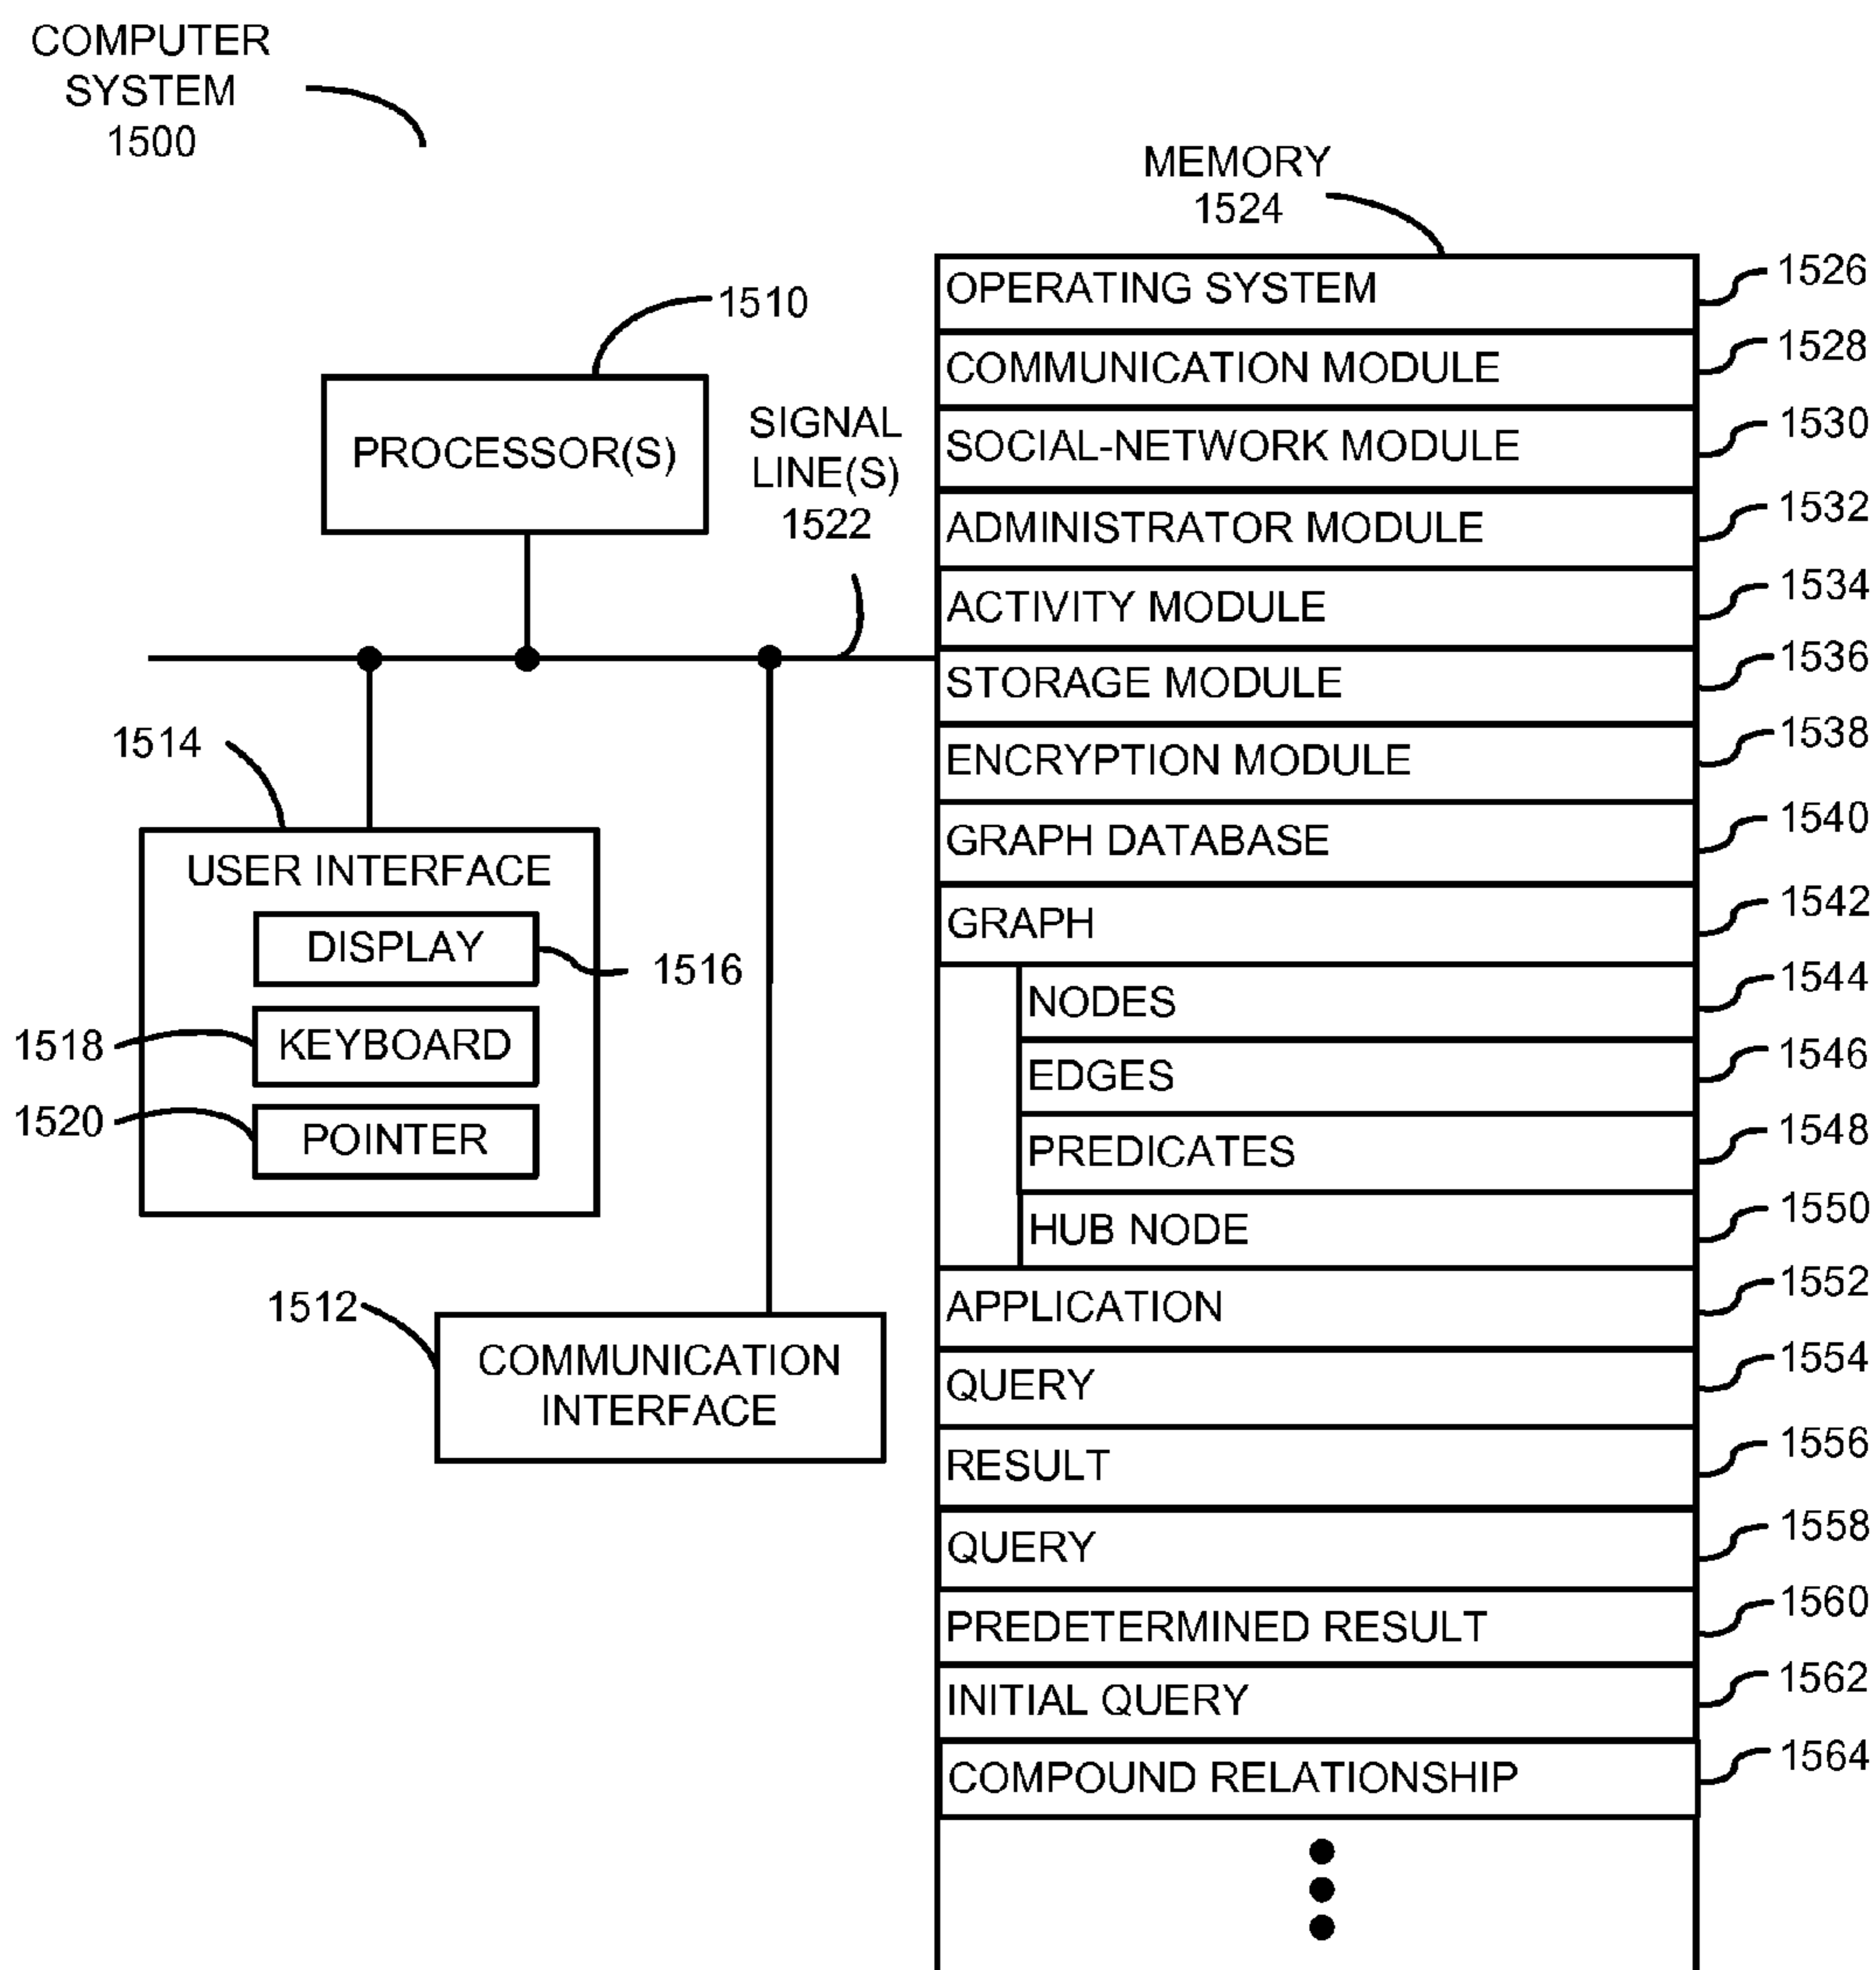 COMPUTER
SYSTEM
1500
MEMORY
1524
1510
PROCESSOR(S)
SIGNAL
LINE(S)
1522
1514
USER INTERFACE
DISPLAY
1516
1518
KEYBOARD
1520
POINTER
1512
COMMUNICATION
INTERFACE
OPERATING SYSTEM 1526
COMMUNICATION MODULE 1528
SOCIAL-NETWORK MODULE 1530
ADMINISTRATOR MODULE 1532
ACTIVITY MODULE 1534
STORAGE MODULE 1536
ENCRYPTION MODULE 1538
GRAPH DATABASE 1540
GRAPH 1542
NODES 1544
EDGES 1546
PREDICATES 1548
HUB NODE 1550
APPLICATION 1552
QUERY 1554
RESULT 1556
QUERY 1558
PREDETERMINED RESULT 1560
INITIAL QUERY 1562
COMPOUND RELATIONSHIP 1564